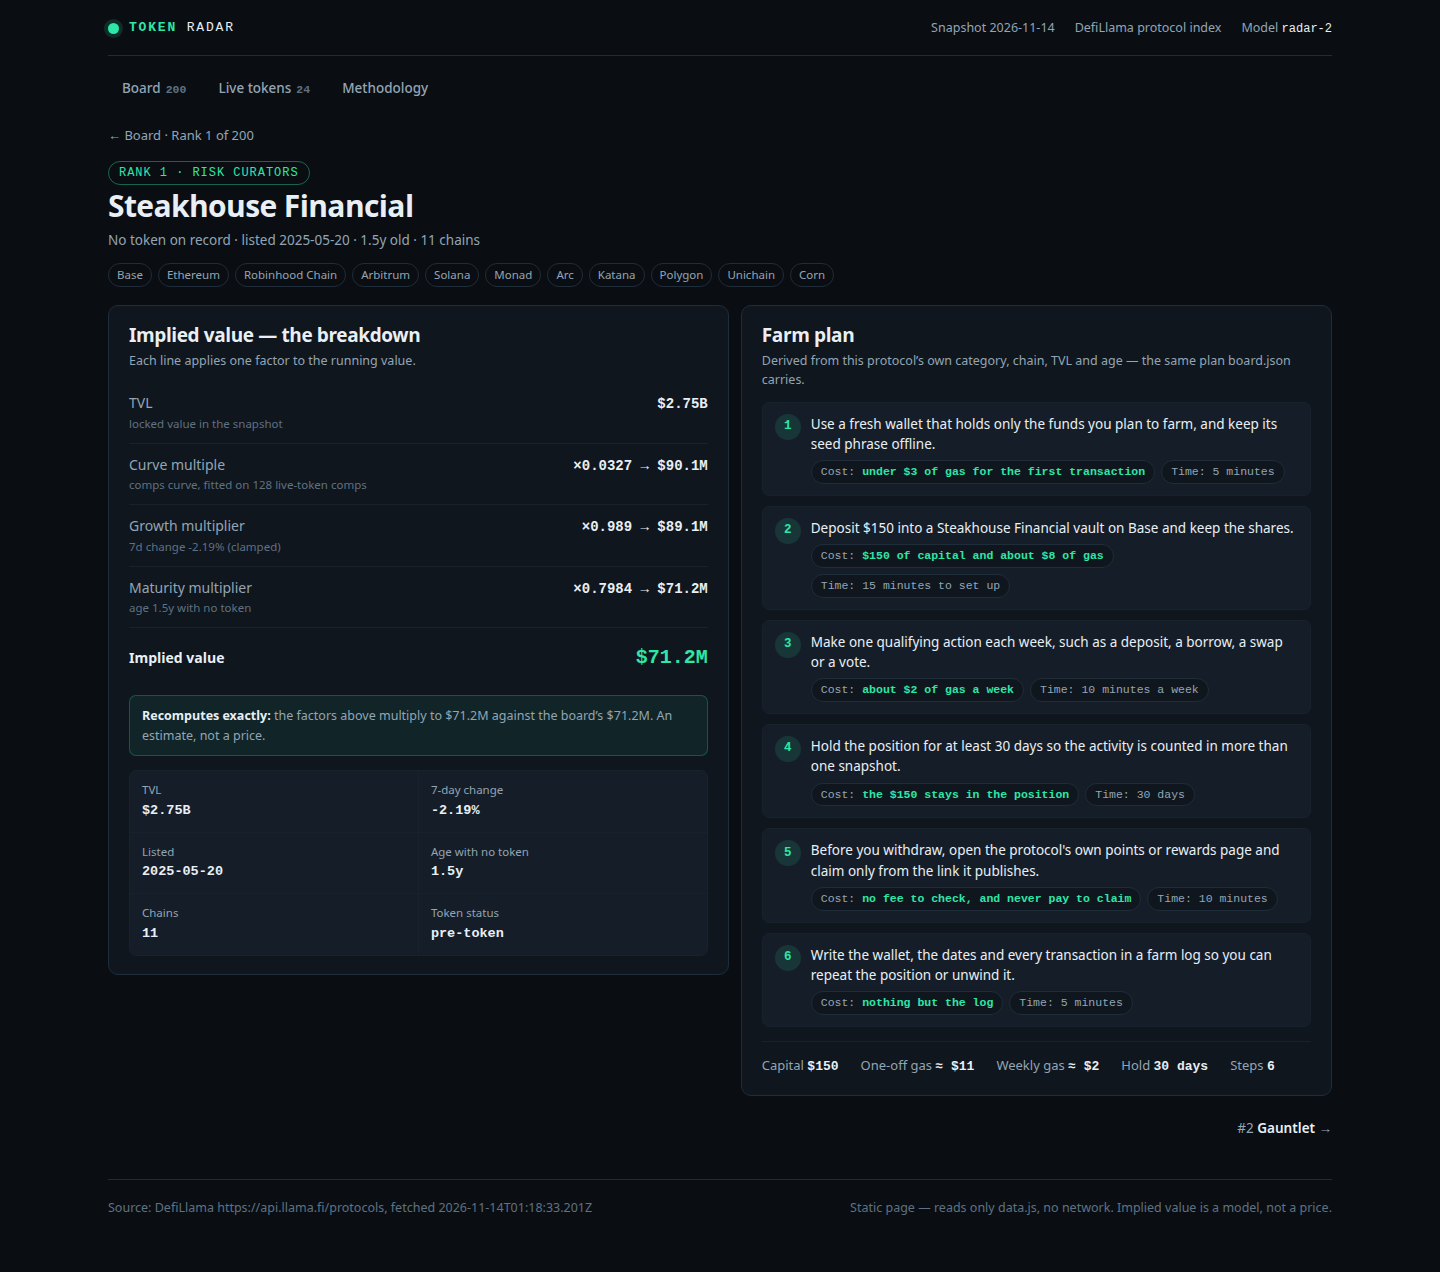 TOKEN RADAR
Snapshot 2026-11-14 DefiLlama protocol index Model radar-2
Board 200 Live tokens 24 Methodology
← Board · Rank 1 of 200
RANK 1 · RISK CURATORS
Steakhouse Financial
No token on record · listed 2025-05-20 · 1.5y old · 11 chains
Base Ethereum Robinhood Chain Arbitrum Solana Monad Arc Katana Polygon Unichain Corn
Implied value — the breakdown
Each line applies one factor to the running value.
TVL $2.75B
locked value in the snapshot
Curve multiple ×0.0327 → $90.1M
comps curve, fitted on 128 live-token comps
Growth multiplier ×0.989 → $89.1M
7d change -2.19% (clamped)
Maturity multiplier ×0.7984 → $71.2M
age 1.5y with no token
Implied value $71.2M
Recomputes exactly: the factors above multiply to $71.2M against the board's $71.2M. An
estimate, not a price.
TVL 7-day change
$2.75B -2.19%
Listed Age with no token
2025-05-20 1.5y
Chains Token status
11 pre-token
Farm plan
Derived from this protocol's own category, chain, TVL and age — the same plan board.json
carries.
1 Use a fresh wallet that holds only the funds you plan to farm, and keep its
seed phrase offline.
Cost: under $3 of gas for the first transaction Time: 5 minutes
2 Deposit $150 into a Steakhouse Financial vault on Base and keep the shares.
Cost: $150 of capital and about $8 of gas
Time: 15 minutes to set up
3 Make one qualifying action each week, such as a deposit, a borrow, a swap
or a vote.
Cost: about $2 of gas a week Time: 10 minutes a week
4 Hold the position for at least 30 days so the activity is counted in more than
one snapshot.
Cost: the $150 stays in the position Time: 30 days
5 Before you withdraw, open the protocol's own points or rewards page and
claim only from the link it publishes.
Cost: no fee to check, and never pay to claim Time: 10 minutes
6 Write the wallet, the dates and every transaction in a farm log so you can
repeat the position or unwind it.
Cost: nothing but the log Time: 5 minutes
Capital $150 One-off gas ≈ $11 Weekly gas ≈ $2 Hold 30 days Steps 6
#2 Gauntlet →
Source: DefiLlama https://api.llama.fi/protocols, fetched 2026-11-14T01:18:33.201Z
Static page — reads only data.js, no network. Implied value is a model, not a price.